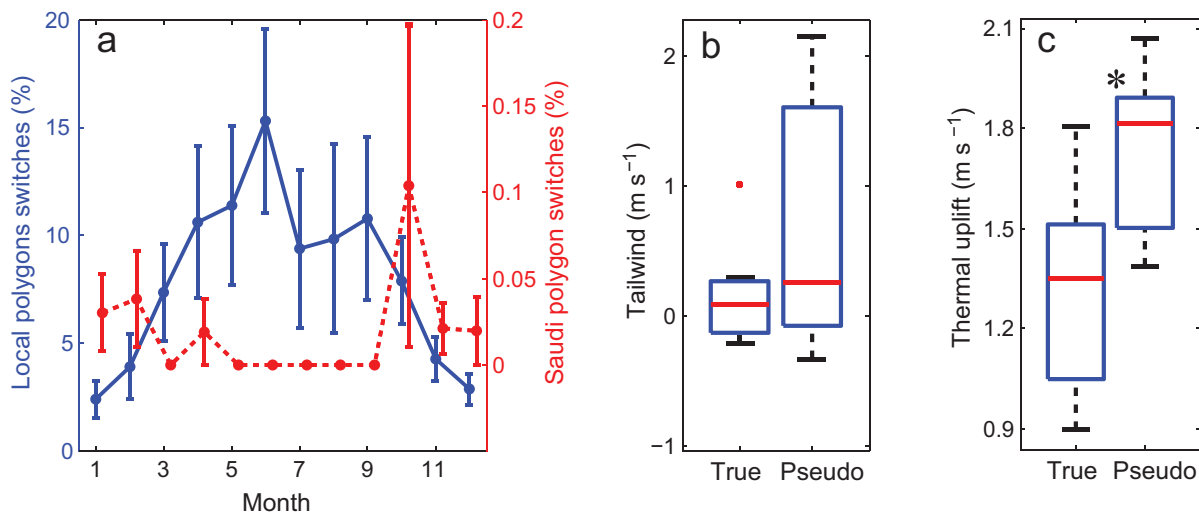 a
Local polygons switches (%)
20
15
10
5
0
1 3 5 7 9 11
Month
0.2
0.15
0.1
0.05
0
Saudi polygon switches (%)
b
Tailwind (m s⁻¹)
2
1
0
−1
True Pseudo
c
Thermal uplift (m s⁻¹)
2.1
1.8
1.5
1.2
0.9
*
True Pseudo